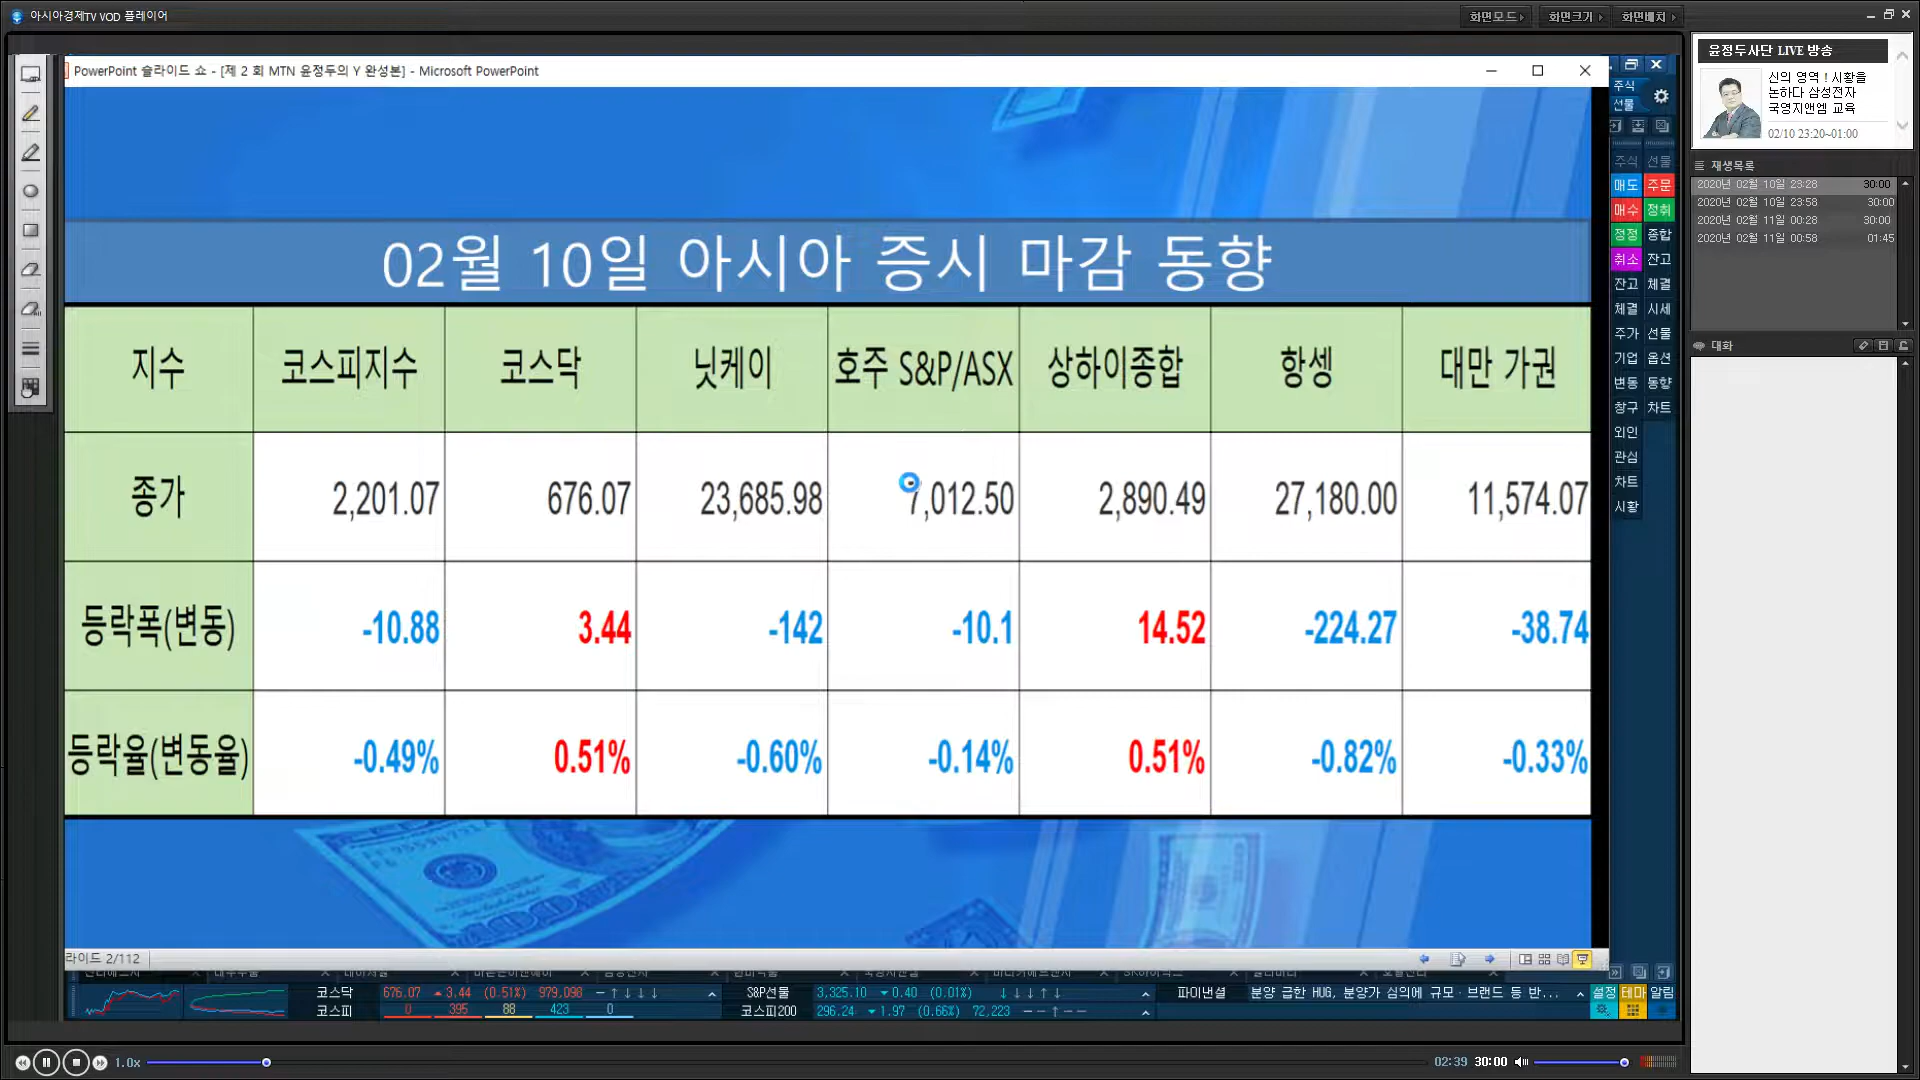 아시아경제TV VOD 플레이어
화면모드
화면크기
화면배치
PowerPoint 슬라이드 쇼 - [제 2 회 MTN 윤정두의 Y 완성본] - Microsoft PowerPoint
02월 10일 아시아 증시 마감 동향
지수 코스피지수 코스닥 닛케이 호주 S&P/ASX 상하이종합 항셍 대만 가권
종가 2,201.07 676.07 23,685.98 7,012.50 2,890.49 27,180.00 11,574.07
등락폭(변동) -10.88 3.44 -142 -10.1 14.52 -224.27 -38.74
등락율(변동율) -0.49% 0.51% -0.60% -0.14% 0.51% -0.82% -0.33%
라이드 2/112
주식
선물
주식 선물
매도 주문
매수 정취
정정 종합
취소 잔고
잔고 체결
체결 시세
주가 선물
기업 옵션
변동 동향
창구 차트
외인
관심
차트
시황
코스닥 676.07 3.44 (0.51%) 979,098
코스피 0 395 88 423 0
S&P선물 3,325.10 0.40 (0.01%)
코스피200 296.24 1.97 (0.66%) 72,223
파이낸셜 분양 급한 HUG, 분양가 심의에 규모·브랜드 등 반...
설정 테마 알림
1.0x
02:39 30:00
윤정두사단 LIVE 방송
신의 영역 ! 시황을
논하다 삼성전자
국영지앤엠 교육
02/10 23:20~01:00
재생목록
2020년 02월 10일 23:28 30:00
2020년 02월 10일 23:58 30:00
2020년 02월 11일 00:28 30:00
2020년 02월 11일 00:58 01:45
대화